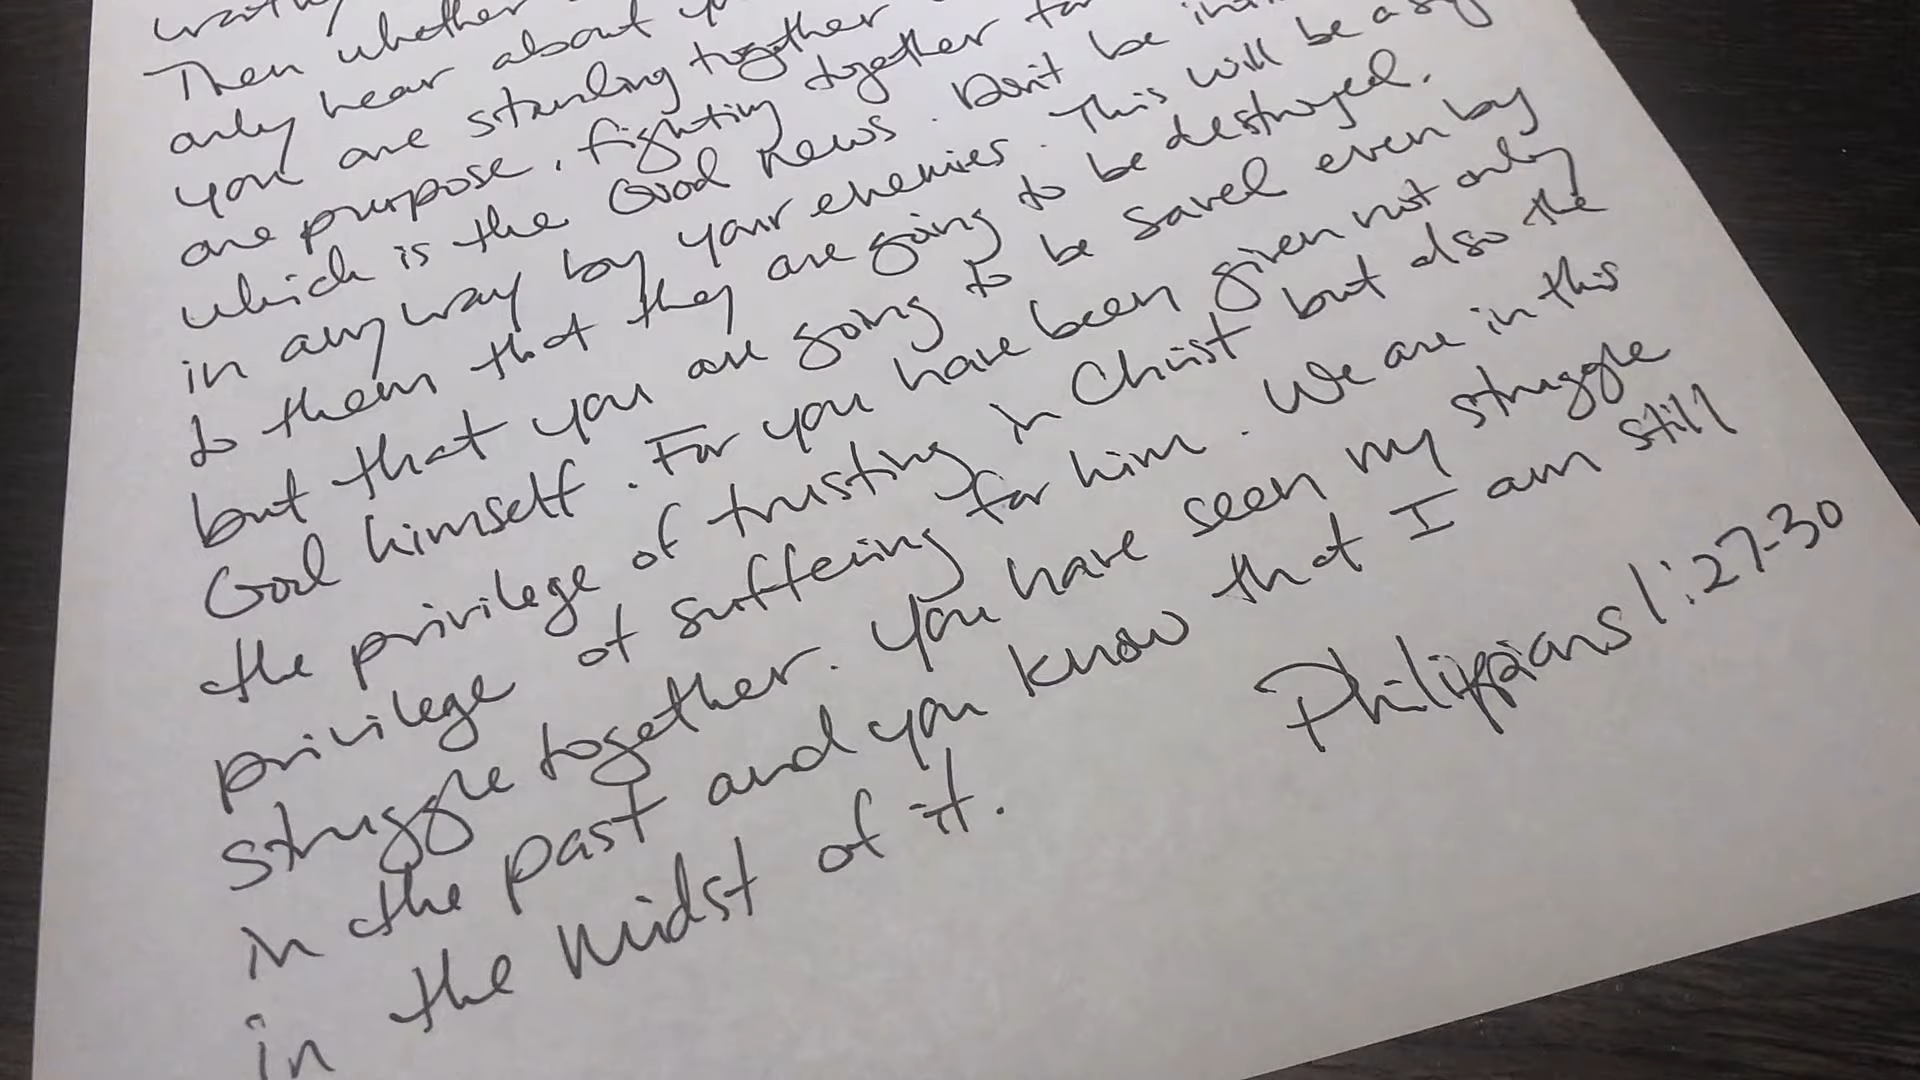 Then whether
only hear about
you are standing together
one purpose, fighting together for
which is the Good News. Don't be
in any way by your enemies. This will be a
to them that they are going to be destroyed.
but that you are going to be saved even by
God himself. For you have been given not only
the privilege of trusting in Christ but also the
privilege of suffering for him. We are in this
struggle together. You have seen my struggle
in the past and you know that I am still
in the midst of it.
Philippians 1:27-30